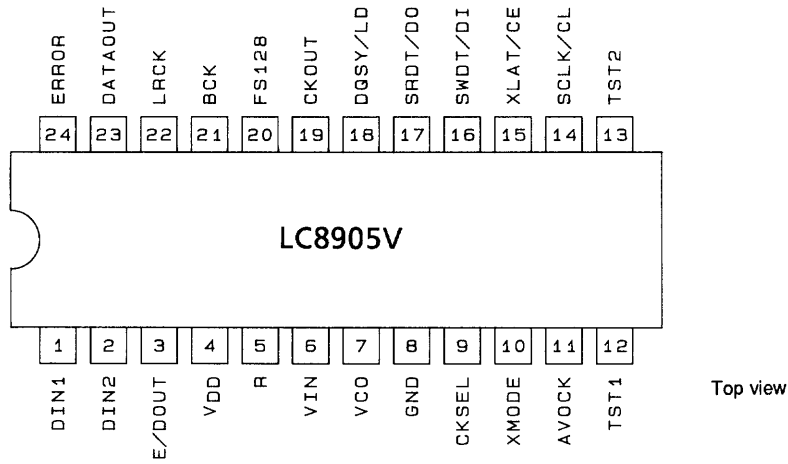 ERROR
DATAOUT
LRCK
BCK
FS128
CKOUT
DQSY/LD
SRDT/DO
SWDT/DI
XLAT/CE
SCLK/CL
TST2
24 23 22 21 20 19 18 17 16 15 14 13
LC8905V
1 2 3 4 5 6 7 8 9 10 11 12
DIN1
DIN2
E/DOUT
VDD
R
VIN
VCO
GND
CKSEL
XMODE
AVOCK
TST1
Top view